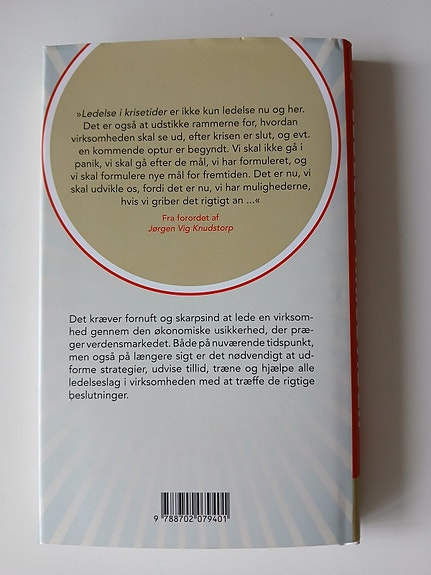 »Ledelse i krisetider er ikke kun ledelse nu og her.
Det er også at udstikke rammerne for, hvordan
virksomheden skal se ud, efter krisen er slut, og evt.
en kommende optur er begyndt. Vi skal ikke gå i
panik, vi skal gå efter de mål, vi har formuleret, og
vi skal formulere nye mål for fremtiden. Det er nu, vi
skal udvikle os, fordi det er nu, vi har mulighederne,
hvis vi griber det rigtigt an ...«
Fra forordet af
Jørgen Vig Knudstorp
Det kræver fornuft og skarpsind at lede en virksom-
hed gennem den økonomiske usikkerhed, der præ-
ger verdensmarkedet. Både på nuværende tidspunkt,
men også på længere sigt er det nødvendigt at ud-
forme strategier, udvise tillid, træne og hjælpe alle
ledelseslag i virksomheden med at træffe de rigtige
beslutninger.
9 788702 079401